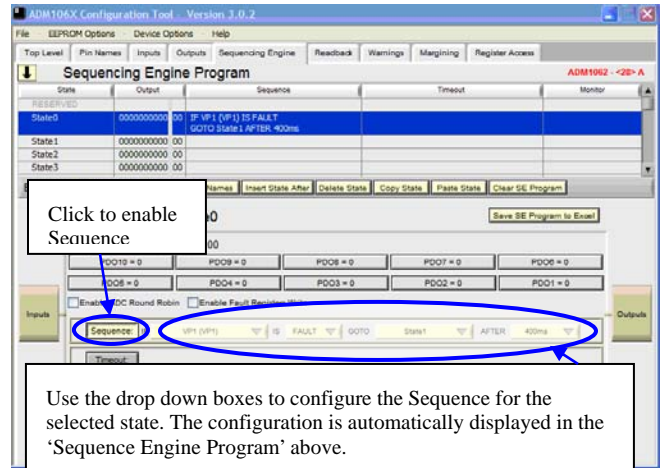 ADM106X Configuration Tool - Version 3.0.2
File EEPROM Options Device Options Help
Top Level Pin Names Inputs Outputs Sequencing Engine Readback Warnings Margining Register Access
Sequencing Engine Program
ADM1062 - <20> A
State Output Sequence Timeout Monitor
RESERVED
State0 0000000000 00 IF VP1 (VP1) IS FAULT
GOTO State1 AFTER 400ms
State1 0000000000 00
State2 0000000000 00
State3 0000000000 00
Names Insert State After Delete State Copy State Paste State Clear SE Program
Click to enable
Sequence
Save SE Program to Excel
PDO10 = 0 PDO9 = 0 PDO8 = 0 PDO7 = 0 PDO6 = 0
PDO4 = 0 PDO3 = 0 PDO2 = 0 PDO1 = 0
Inputs
Outputs
Sequence: VP1 (VP1) IS FAULT GOTO State1 AFTER 400ms
Timeout:
Use the drop down boxes to configure the Sequence for the
selected state. The configuration is automatically displayed in the
‘Sequence Engine Program’ above.